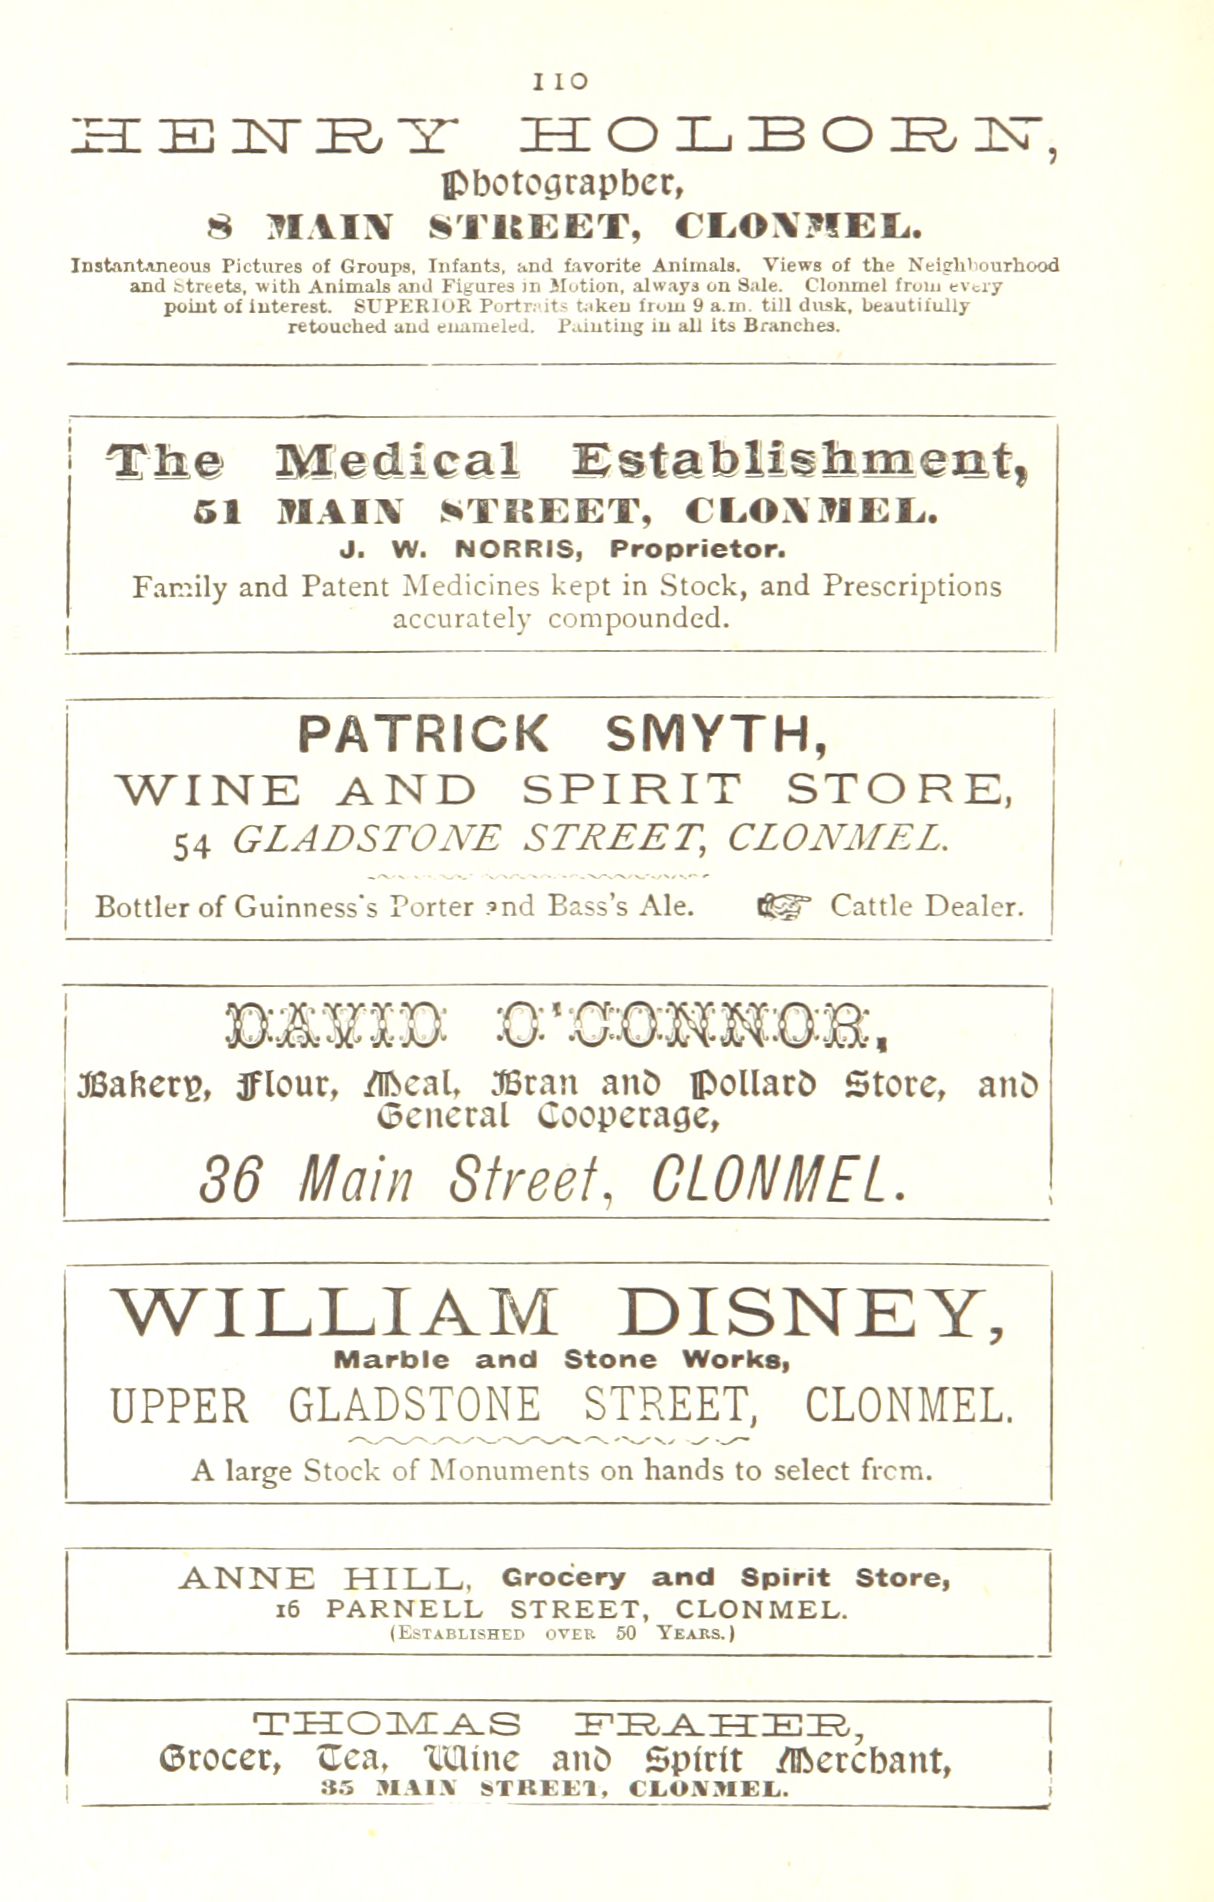 110
HENRY HOLBORN,
Photographer,
8 MAIN STREET, CLONMEL.
Instantaneous Pictures of Groups, Infants, and favorite Animals. Views of the Neighbourhood
and Streets, with Animals and Figures in Motion, always on Sale. Clonmel from every
point of interest. SUPERIOR Portraits taken from 9 a.m. till dusk, beautifully
retouched and enameled. Painting in all its Branches.
The Medical Establishment,
51 MAIN STREET, CLONMEL.
J. W. NORRIS, Proprietor.
Family and Patent Medicines kept in Stock, and Prescriptions
accurately compounded.
PATRICK SMYTH,
WINE AND SPIRIT STORE,
54 GLADSTONE STREET, CLONMEL.
Bottler of Guinness's Porter and Bass's Ale. ☞ Cattle Dealer.
DAVID O'CONNOR,
Bakery, Flour, Meal, Bran and Pollard Store, and
General Cooperage,
36 Main Street, CLONMEL.
WILLIAM DISNEY,
Marble and Stone Works,
UPPER GLADSTONE STREET, CLONMEL.
A large Stock of Monuments on hands to select from.
ANNE HILL, Grocery and Spirit Store,
16 PARNELL STREET, CLONMEL.
(ESTABLISHED OVER 50 YEARS.)
THOMAS FRAHER,
Grocer, Tea, Wine and Spirit Merchant,
35 MAIN STREET, CLONMEL.